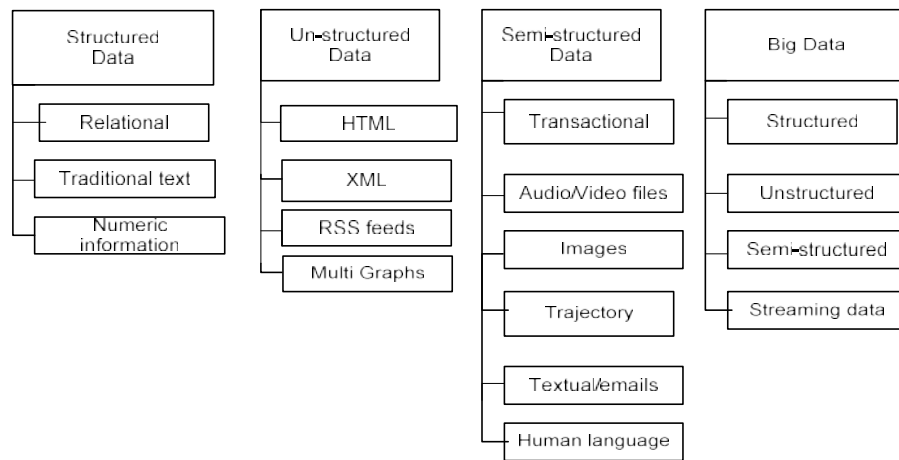 Structured
Data
Relational
Traditional text
Numeric
information
Un-structured
Data
HTML
XML
RSS feeds
Multi Graphs
Semi-structured
Data
Transactional
Audio/Video files
Images
Trajectory
Textual/emails
Human language
Big Data
Structured
Unstructured
Semi-structured
Streaming data